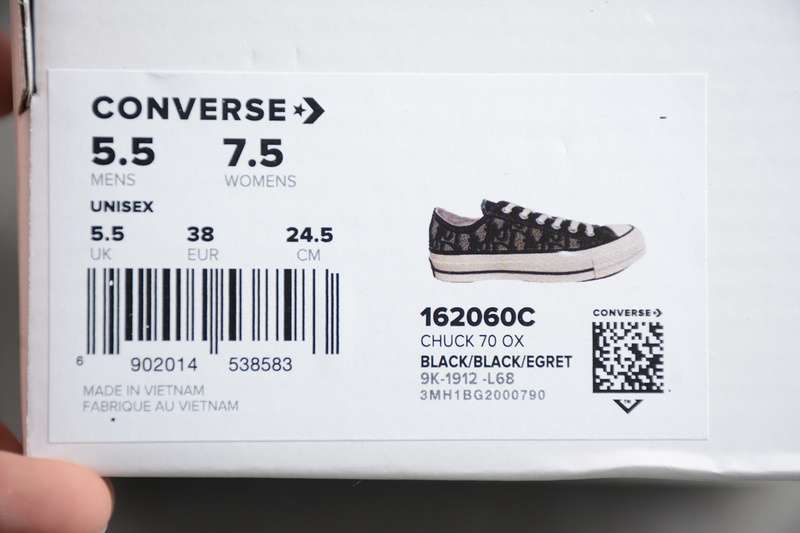 CONVERSE
5.5 7.5
MENS WOMENS
UNISEX
5.5 38 24.5
UK EUR CM
6 902014 538583
MADE IN VIETNAM
FABRIQUE AU VIETNAM
162060C
CHUCK 70 OX
BLACK/BLACK/EGRET
9K-1912 -L68
3MH1BG2000790
CONVERSE
TM